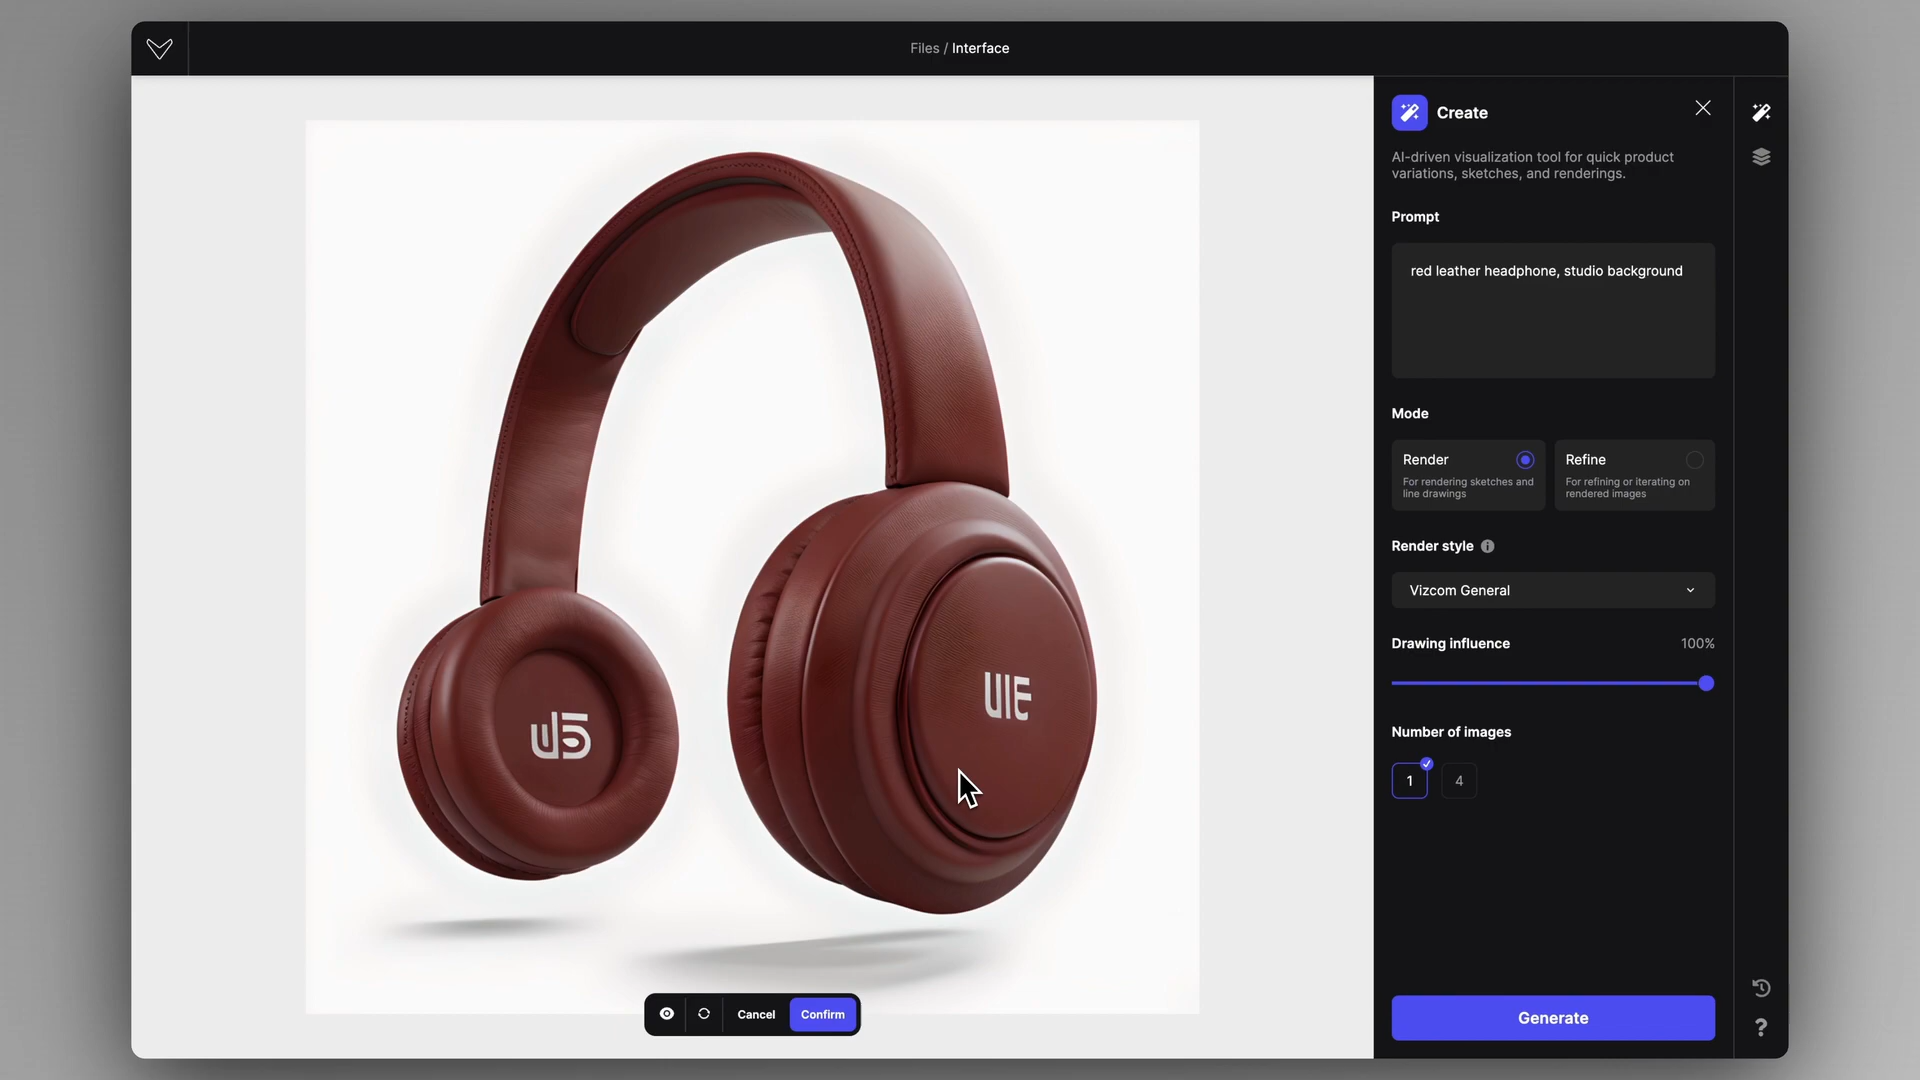 Files / Interface
Create
AI-driven visualization tool for quick product
variations, sketches, and renderings.
Prompt
red leather headphone, studio background
Mode
Render
For rendering sketches and
line drawings
Refine
For refining or iterating on
rendered images
Render style
Vizcom General
Drawing influence 100%
Number of images
1 4
Cancel Confirm
Generate